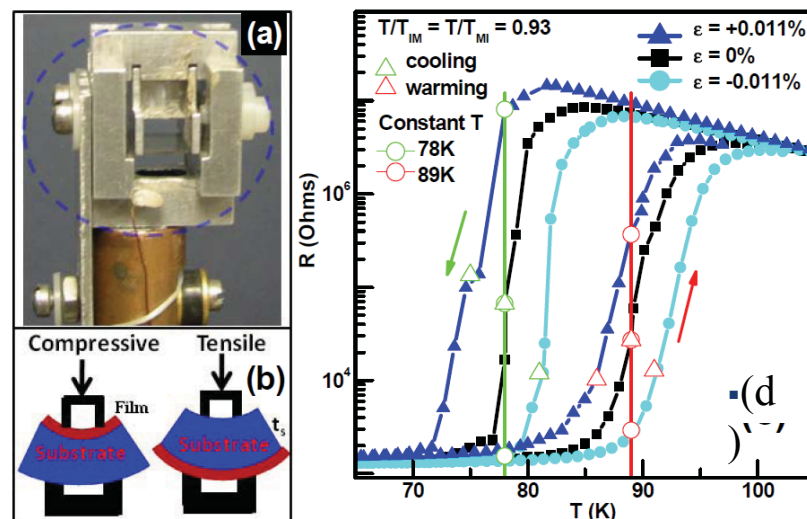 (a)
Compressive
Tensile
(b)
Film
t_s
Substrate
Substrate
T/T_IM = T/T_MI = 0.93
cooling
warming
Constant T
78K
89K
ε = +0.011%
ε = 0%
ε = -0.011%
R (Ohms)
10^6
10^4
70
80
90
100
T (K)
▪(d
)